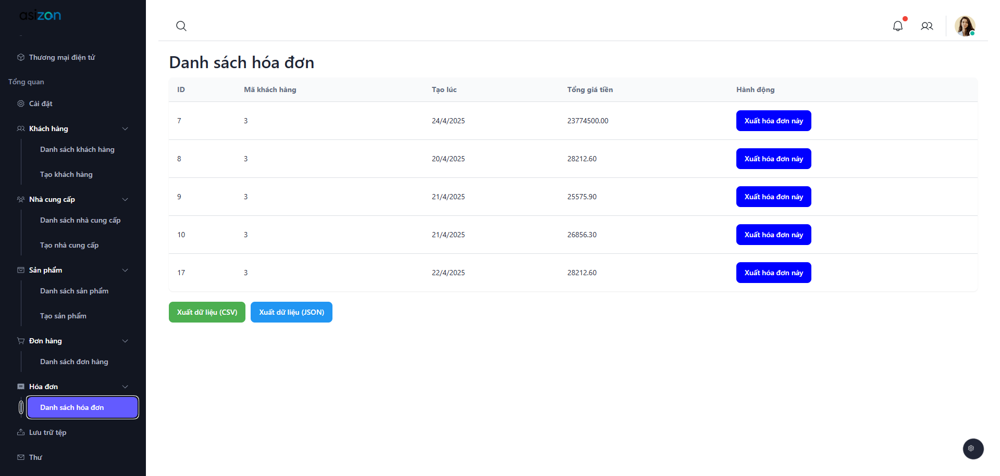 asizon
Thương mại điện tử
Tổng quan
Cài đặt
Khách hàng
Danh sách khách hàng
Tạo khách hàng
Nhà cung cấp
Danh sách nhà cung cấp
Tạo nhà cung cấp
Sản phẩm
Danh sách sản phẩm
Tạo sản phẩm
Đơn hàng
Danh sách đơn hàng
Hóa đơn
Danh sách hóa đơn
Lưu trữ tệp
Thư
Danh sách hóa đơn
ID Mã khách hàng Tạo lúc Tổng giá tiền Hành động
7 3 24/4/2025 23774500.00 Xuất hóa đơn này
8 3 20/4/2025 28212.60 Xuất hóa đơn này
9 3 21/4/2025 25575.90 Xuất hóa đơn này
10 3 21/4/2025 26856.30 Xuất hóa đơn này
17 3 22/4/2025 28212.60 Xuất hóa đơn này
Xuất dữ liệu (CSV) Xuất dữ liệu (JSON)